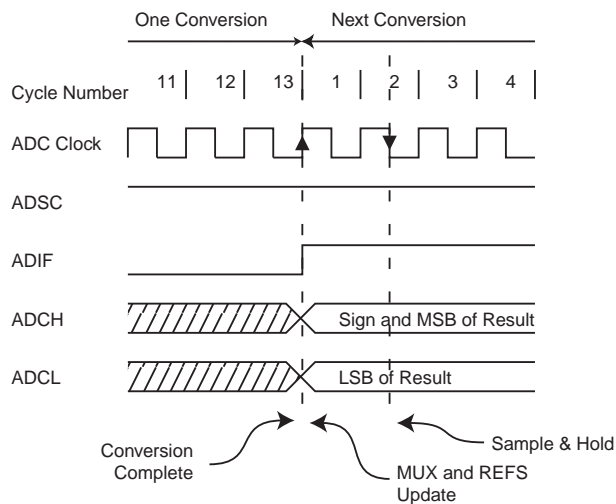 One Conversion Next Conversion
Cycle Number 11 12 13 1 2 3 4
ADC Clock
ADSC
ADIF
ADCH Sign and MSB of Result
ADCL LSB of Result
Conversion
Complete
MUX and REFS
Update
Sample & Hold